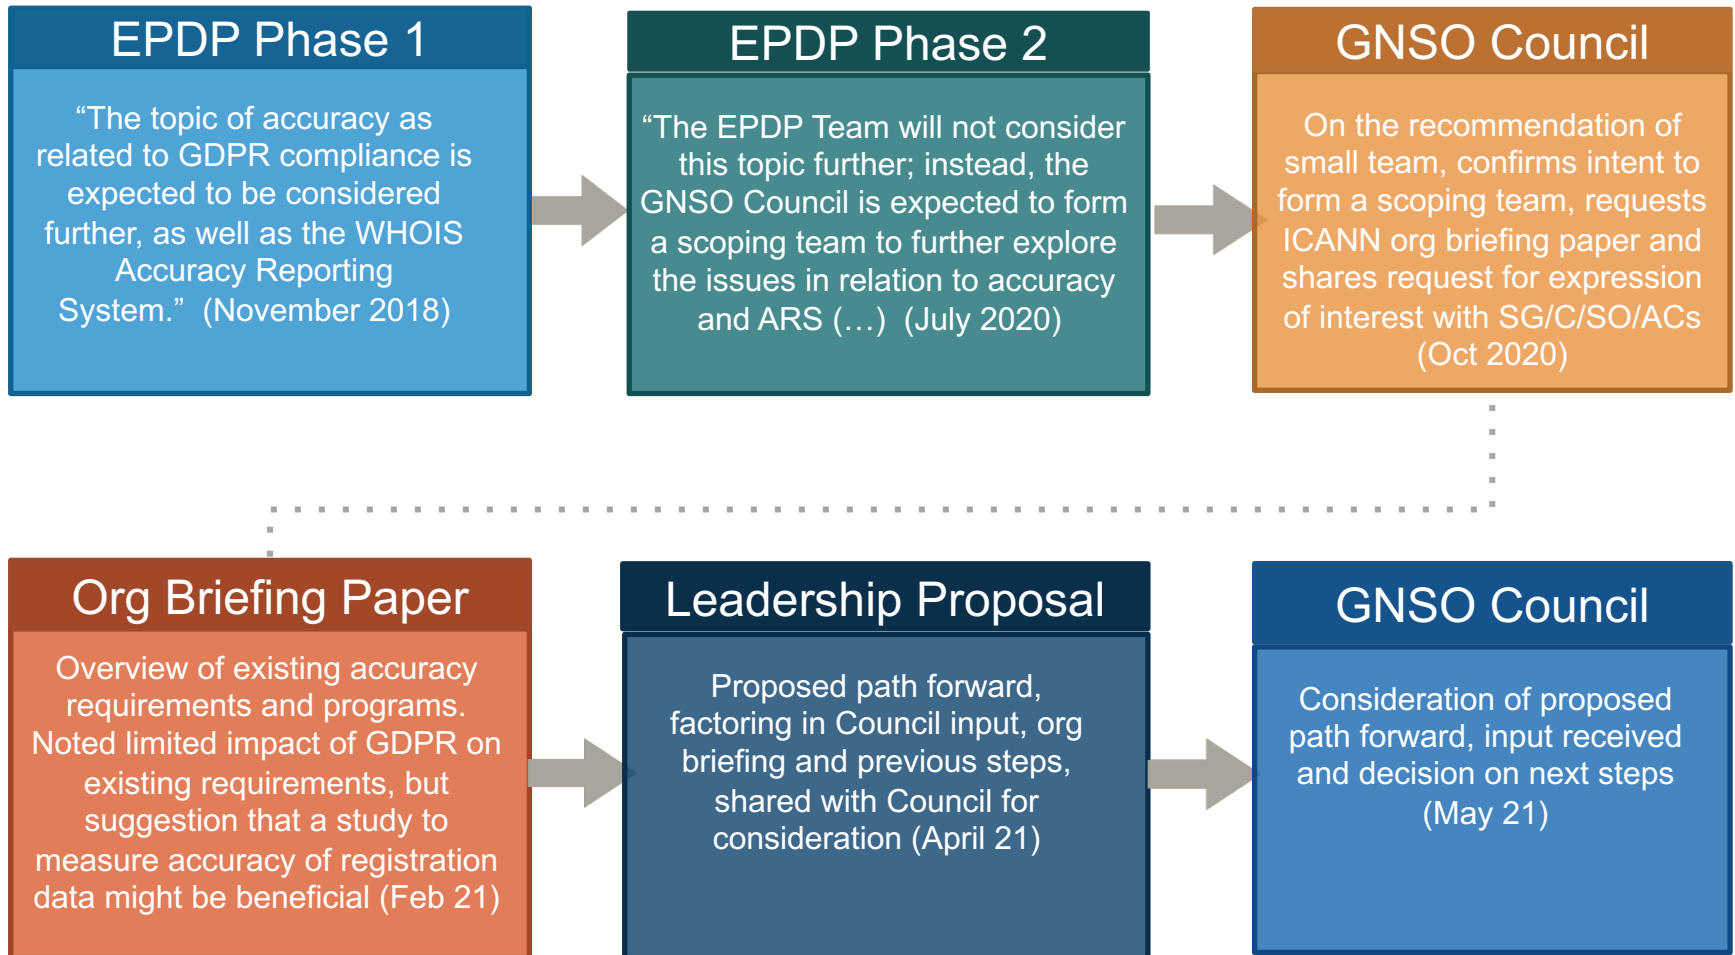 EPDP Phase 1
“The topic of accuracy as
related to GDPR compliance is
expected to be considered
further, as well as the WHOIS
Accuracy Reporting
System.” (November 2018)
EPDP Phase 2
“The EPDP Team will not consider
this topic further; instead, the
GNSO Council is expected to form
a scoping team to further explore
the issues in relation to accuracy
and ARS (…) (July 2020)
GNSO Council
On the recommendation of
small team, confirms intent to
form a scoping team, requests
ICANN org briefing paper and
shares request for expression
of interest with SG/C/SO/ACs
(Oct 2020)
Org Briefing Paper
Overview of existing accuracy
requirements and programs.
Noted limited impact of GDPR on
existing requirements, but
suggestion that a study to
measure accuracy of registration
data might be beneficial (Feb 21)
Leadership Proposal
Proposed path forward,
factoring in Council input, org
briefing and previous steps,
shared with Council for
consideration (April 21)
GNSO Council
Consideration of proposed
path forward, input received
and decision on next steps
(May 21)